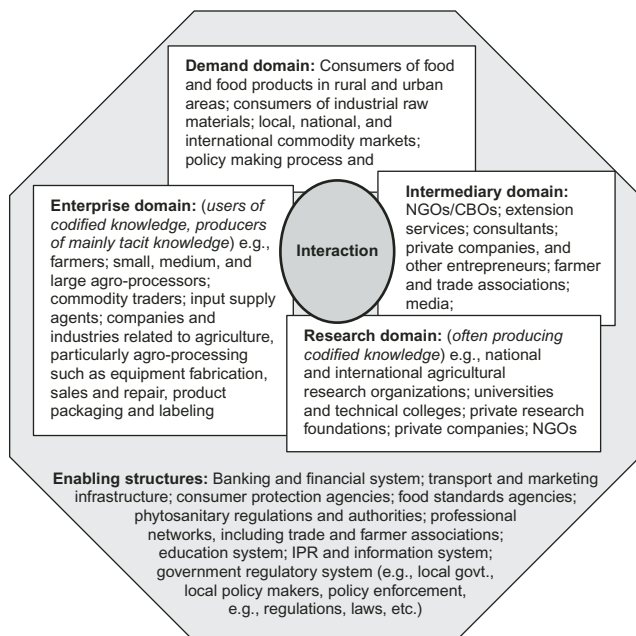 Demand domain: Consumers of food
and food products in rural and urban
areas; consumers of industrial raw
materials; local, national, and
international commodity markets;
policy making process and
Enterprise domain: (users of
codified knowledge, producers
of mainly tacit knowledge) e.g.,
farmers; small, medium, and
large agro-processors;
commodity traders; input supply
agents; companies and
industries related to agriculture,
particularly agro-processing
such as equipment fabrication,
sales and repair, product
packaging and labeling
Interaction
Intermediary domain:
NGOs/CBOs; extension
services; consultants;
private companies, and
other entrepreneurs; farmer
and trade associations;
media;
Research domain: (often producing
codified knowledge) e.g., national
and international agricultural
research organizations; universities
and technical colleges; private research
foundations; private companies; NGOs
Enabling structures: Banking and financial system; transport and marketing
infrastructure; consumer protection agencies; food standards agencies;
phytosanitary regulations and authorities; professional
networks, including trade and farmer associations;
education system; IPR and information system;
government regulatory system (e.g., local govt.,
local policy makers, policy enforcement,
e.g., regulations, laws, etc.)